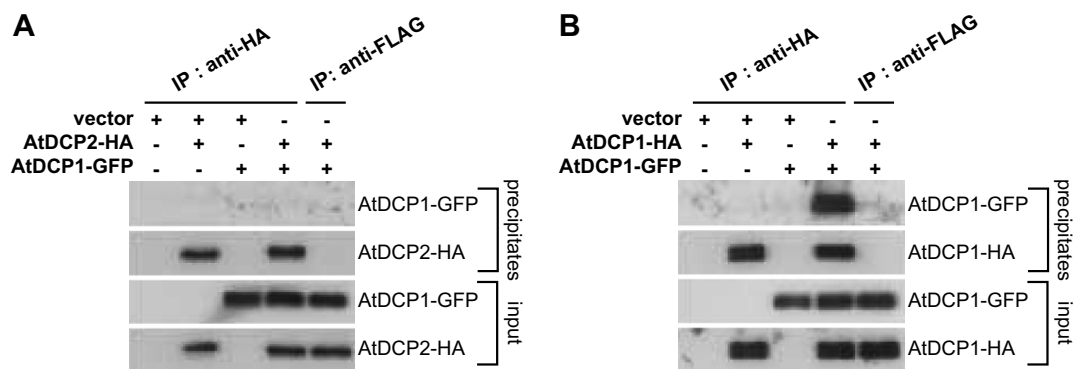 A
IP : anti-HA
IP: anti-FLAG
vector + + + - -
AtDCP2-HA - + - + +
AtDCP1-GFP - - + + +
AtDCP1-GFP
AtDCP2-HA
precipitates
AtDCP1-GFP
AtDCP2-HA
input
B
IP : anti-HA
IP : anti-FLAG
vector + + + - -
AtDCP1-HA - + - + +
AtDCP1-GFP - - + + +
AtDCP1-GFP
AtDCP1-HA
precipitates
AtDCP1-GFP
AtDCP1-HA
input